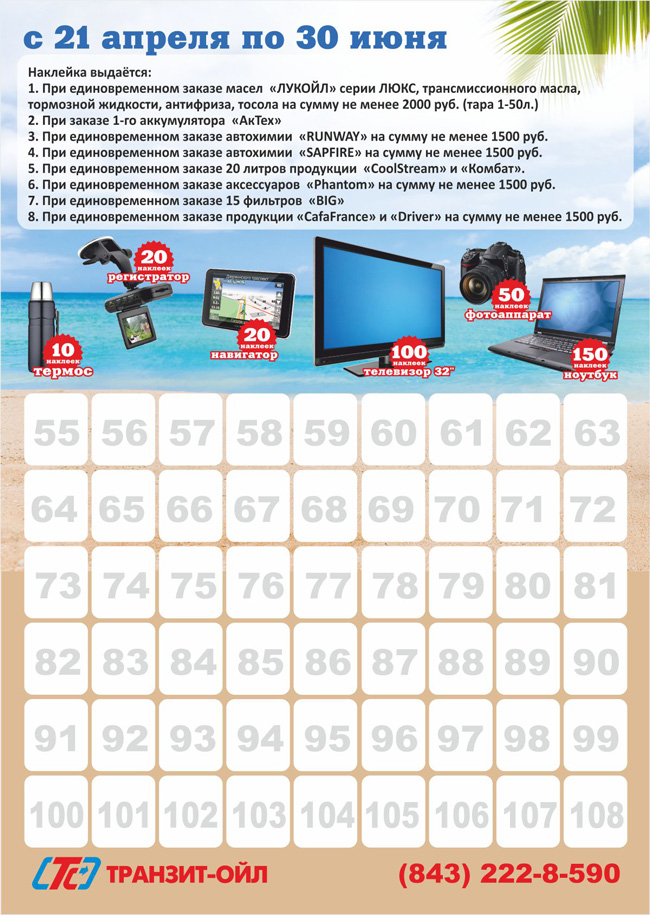 с 21 апреля по 30 июня
Наклейка выдаётся:
1. При единовременном заказе масел «ЛУКОЙЛ» серии ЛЮКС, трансмиссионного масла,
тормозной жидкости, антифриза, тосола на сумму не менее 2000 руб. (тара 1-50л.)
2. При заказе 1-го аккумулятора «АкТех»
3. При единовременном заказе автохимии «RUNWAY» на сумму не менее 1500 руб.
4. При единовременном заказе автохимии «SAPFIRE» на сумму не менее 1500 руб.
5. При единовременном заказе 20 литров продукции «CoolStream» и «Комбат».
6. При единовременном заказе аксессуаров «Phantom» на сумму не менее 1500 руб.
7. При единовременном заказе 15 фильтров «BIG»
8. При единовременном заказе продукции «CafaFrance» и «Driver» на сумму не менее 1500 руб.
10
наклеек
термос
20
наклеек
регистратор
20
наклеек
навигатор
100
наклеек
телевизор 32"
50
наклеек
фотоаппарат
150
наклеек
ноутбук
55 56 57 58 59 60 61 62 63
64 65 66 67 68 69 70 71 72
73 74 75 76 77 78 79 80 81
82 83 84 85 86 87 88 89 90
91 92 93 94 95 96 97 98 99
100 101 102 103 104 105 106 107 108
ТС ТРАНЗИТ-ОЙЛ (843) 222-8-590